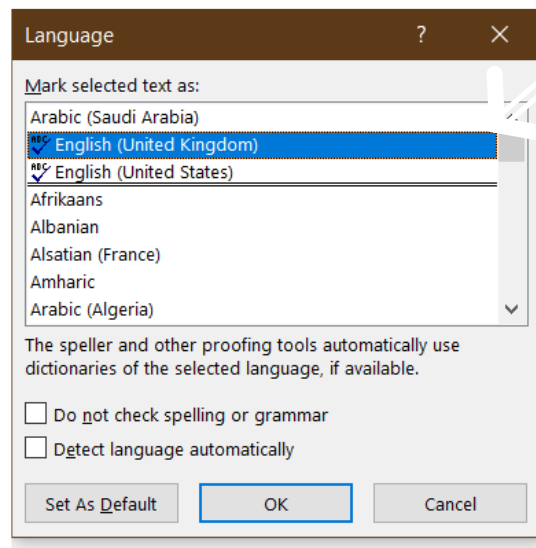 Language ?
Mark selected text as:
Arabic (Saudi Arabia)
ABC English (United Kingdom)
ABC English (United States)
Afrikaans
Albanian
Alsatian (France)
Amharic
Arabic (Algeria)
The speller and other proofing tools automatically use
dictionaries of the selected language, if available.
Do not check spelling or grammar
Detect language automatically
Set As Default OK Cancel